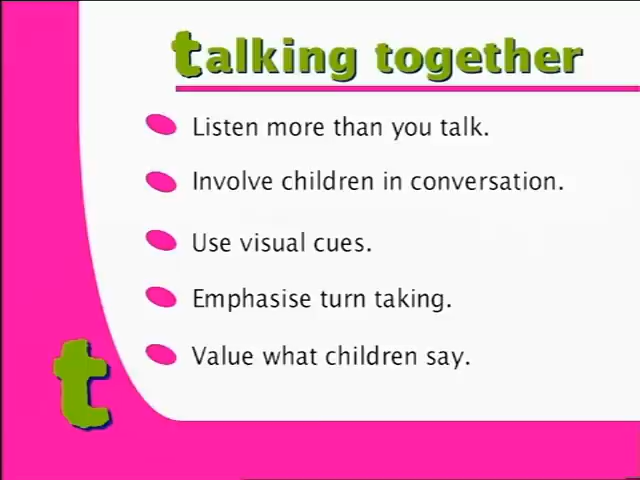 talking together
Listen more than you talk.
Involve children in conversation.
Use visual cues.
Emphasise turn taking.
Value what children say.
t